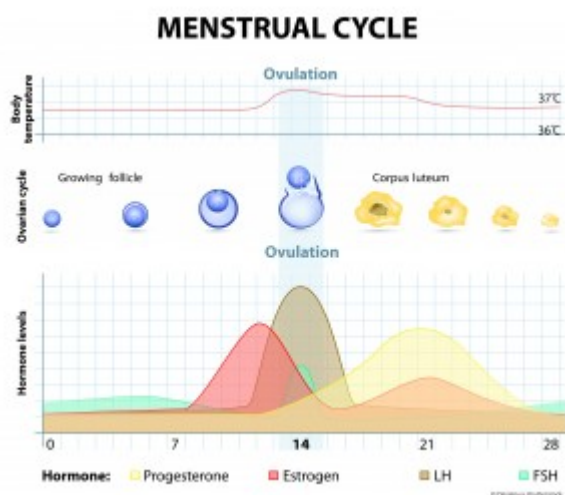 MENSTRUAL CYCLE
Ovulation
Body
temperature
37°C
36°C
Ovarian cycle
Growing follicle
Corpus luteum
Ovulation
Hormone levels
0 7 14 21 28
Hormone: Progesterone Estrogen LH FSH